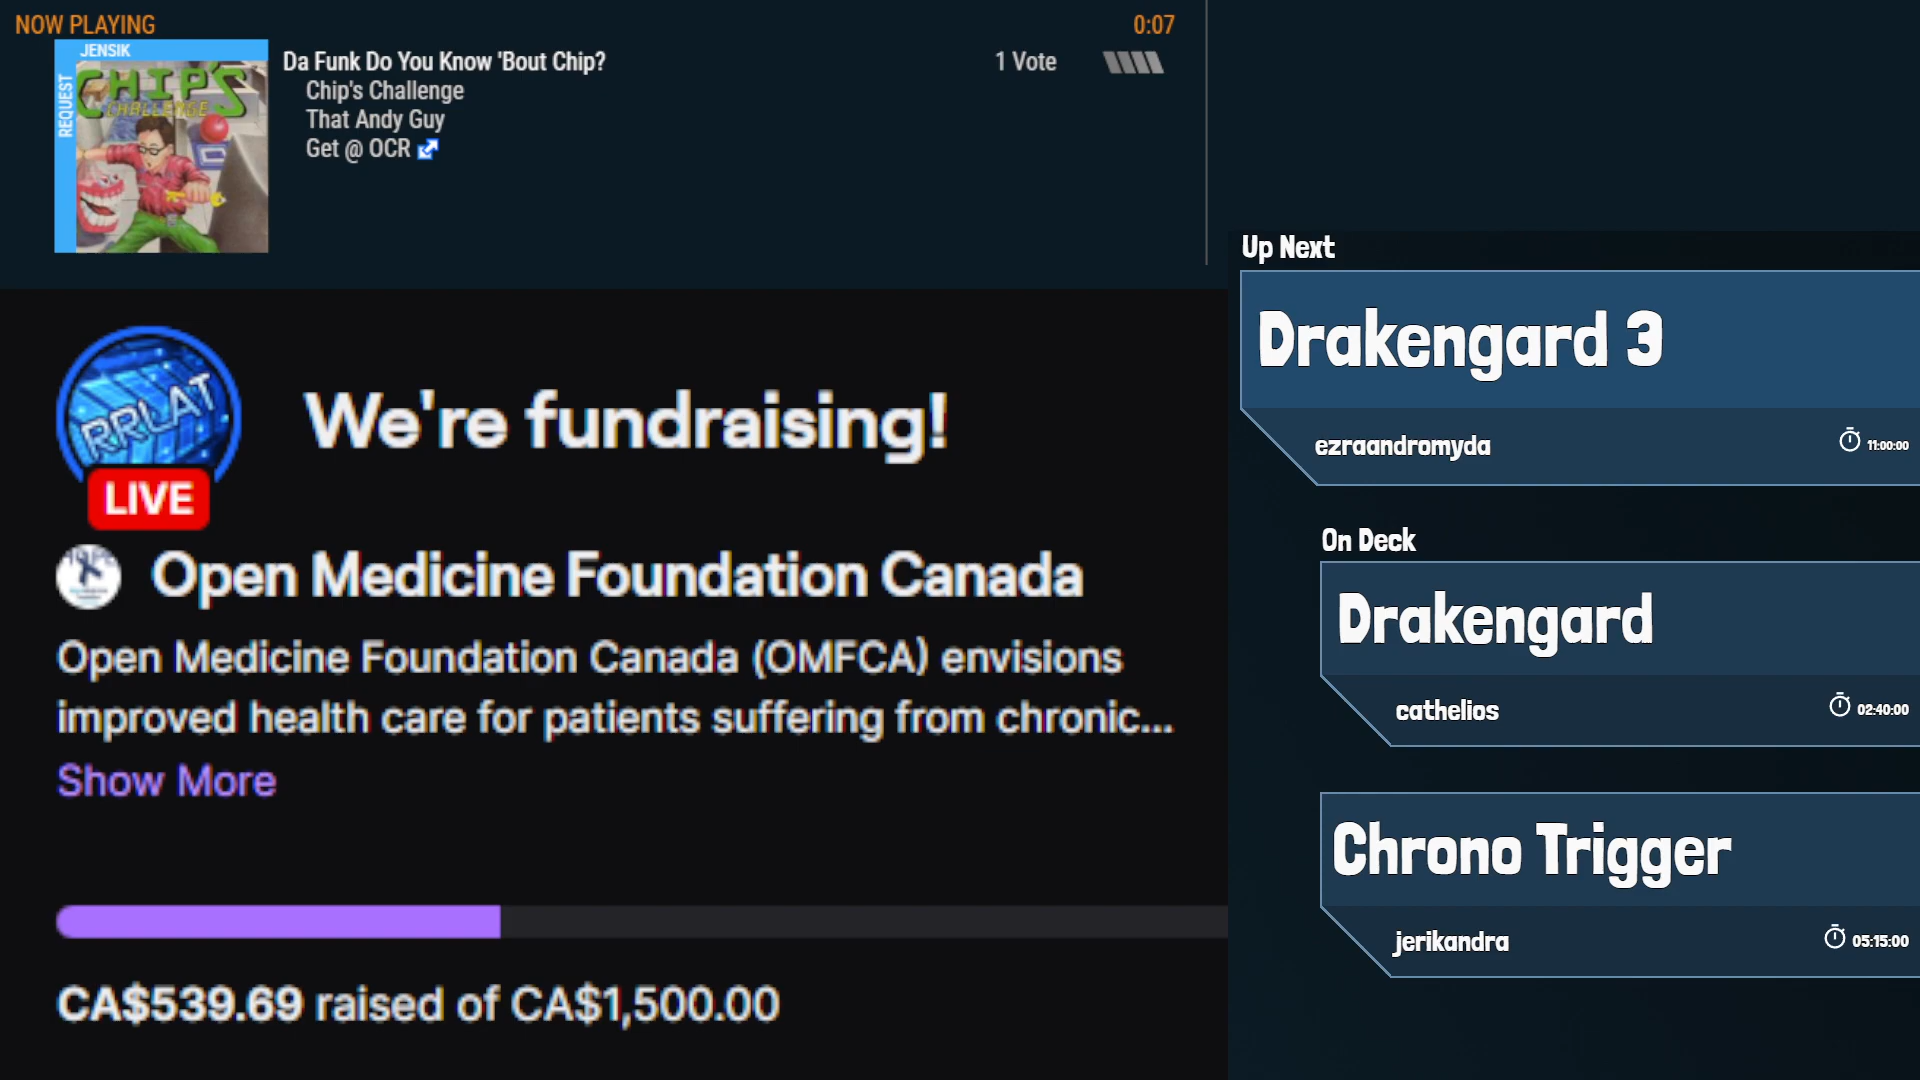 NOW PLAYING
0:07
JENSIK
REQUEST
CHIP'S
CHALLENGE
Da Funk Do You Know 'Bout Chip?
1 Vote
Chip's Challenge
That Andy Guy
Get @ OCR
Up Next
Drakengard 3
ezraandromyda
11:00:00
RRLAT
LIVE
We're fundraising!
Open Medicine Foundation Canada
Open Medicine Foundation Canada (OMFCA) envisions
improved health care for patients suffering from chronic...
Show More
CA$539.69 raised of CA$1,500.00
On Deck
Drakengard
cathelios
02:40:00
Chrono Trigger
jerikandra
05:15:00